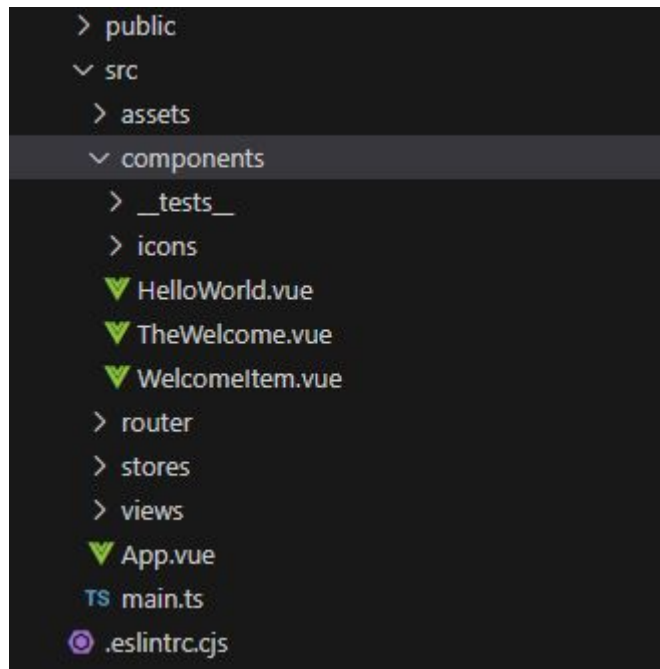 public
src
assets
components
__tests__
icons
HelloWorld.vue
TheWelcome.vue
WelcomeItem.vue
router
stores
views
App.vue
TS main.ts
.eslintrc.cjs